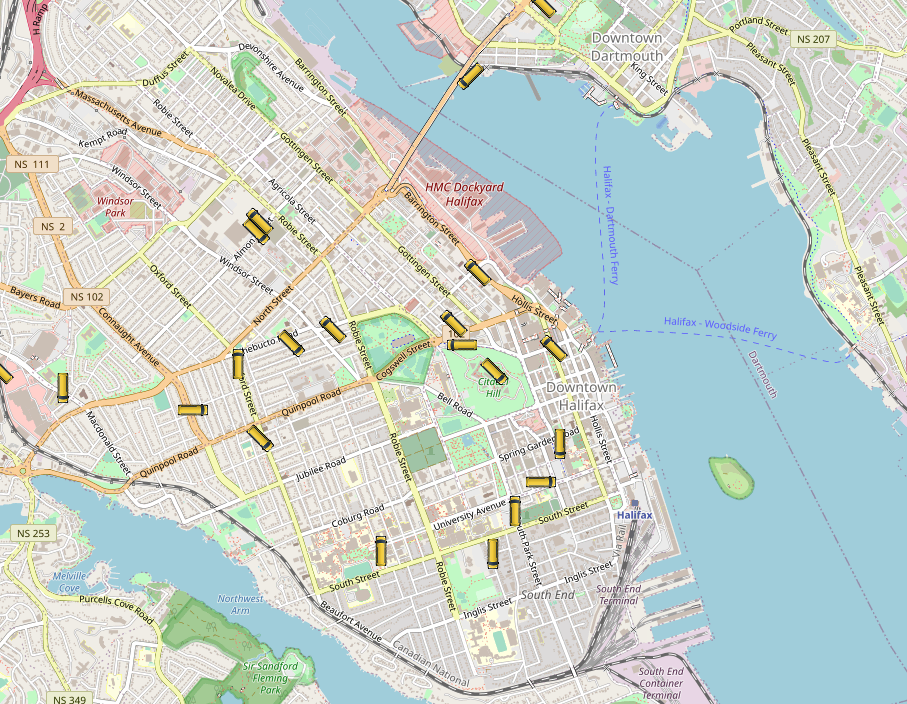 H Ramp
Downtown
Dartmouth
Portland Street
NS 207
Pleasant Street
Devonshire Avenue
King Street
Duffus Street
Novalea Drive
Barrington Street
Massachusetts Avenue
Robie Street
Kempt Road
Gottingen Street
Pleasant Street
NS 111
Windsor Street
Agricola Street
HMC Dockyard
Halifax
Halifax - Dartmouth Ferry
Windsor
Park
NS 2
Robie Street
Barrington Street
Almon
Windsor Street
Gottingen Street
Oxford Street
Pleasant Street
Bayers Road
NS 102
North Street
Hollis Street
Connaught Avenue
Robie Street
Halifax - Woodside Ferry
Cogswell Street
Dartmouth
Hill
Downtown
Halifax
Quinpool Road
Bell Road
Macdonald Street
Hollis Street
Robie Street
Spring Garden Road
Quinpool Road
Jubilee Road
Coburg Road
University Avenue
South Street
Halifax
NS 253
Via Rail
Melville
Cove
South Street
Robie Street
Inglis Street
South End
South End
Terminal
Purcells Cove Road
Northwest
Arm
Beaufort Avenue
Inglis Street
Canadian National
Sir Sandford
Fleming
Park
South End
Container
Terminal
NS 349